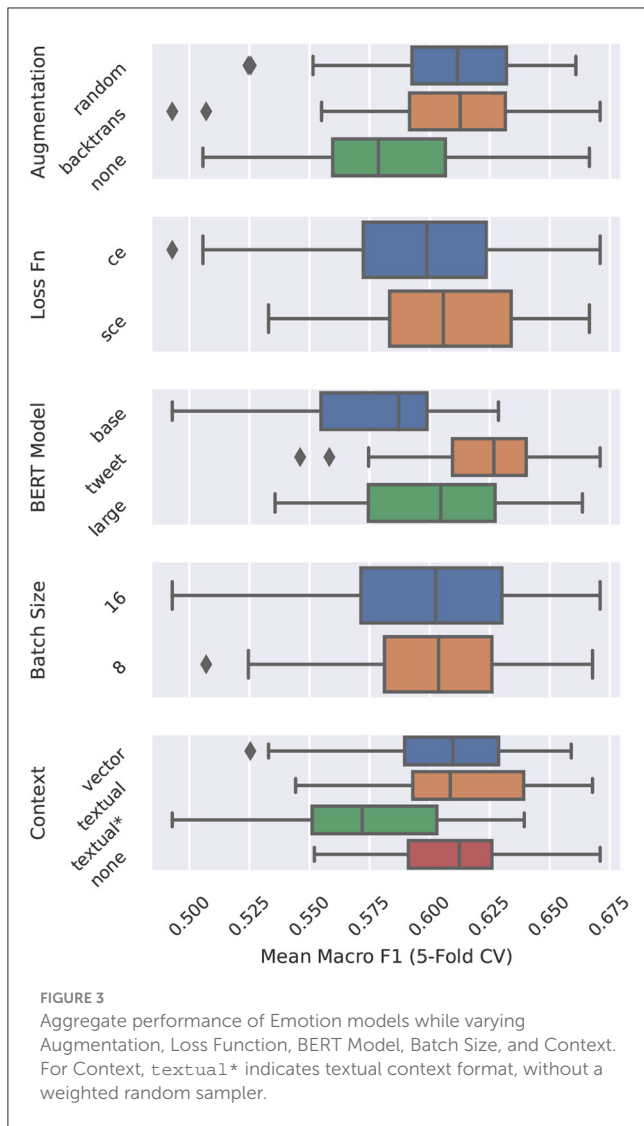 Augmentation
random
backtrans
none
Loss Fn
ce
sce
BERT Model
base
tweet
large
Batch Size
16
8
Context
vector
textual
textual*
none
0.500 0.525 0.550 0.575 0.600 0.625 0.650 0.675
Mean Macro F1 (5-Fold CV)
FIGURE 3
Aggregate performance of Emotion models while varying
Augmentation, Loss Function, BERT Model, Batch Size, and Context.
For Context, textual* indicates textual context format, without a
weighted random sampler.